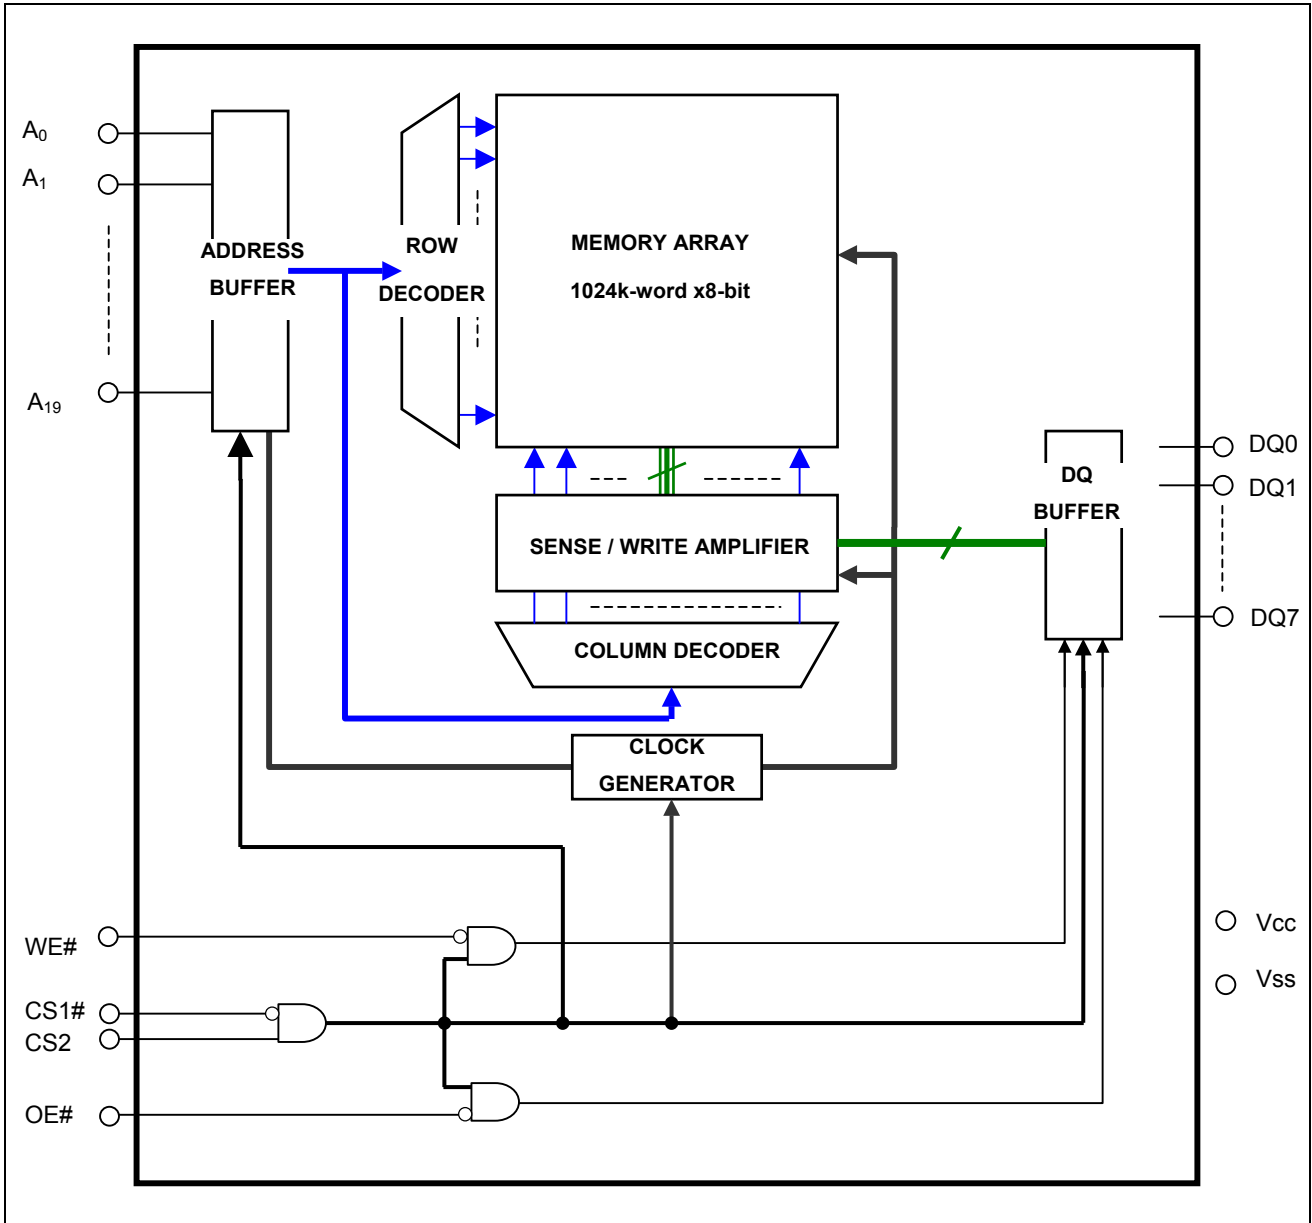 A0
A1
A19
ADDRESS
BUFFER
ROW
DECODER
MEMORY ARRAY
1024k-word x8-bit
SENSE / WRITE AMPLIFIER
COLUMN DECODER
CLOCK
GENERATOR
DQ
BUFFER
DQ0
DQ1
DQ7
Vcc
Vss
WE#
CS1#
CS2
OE#